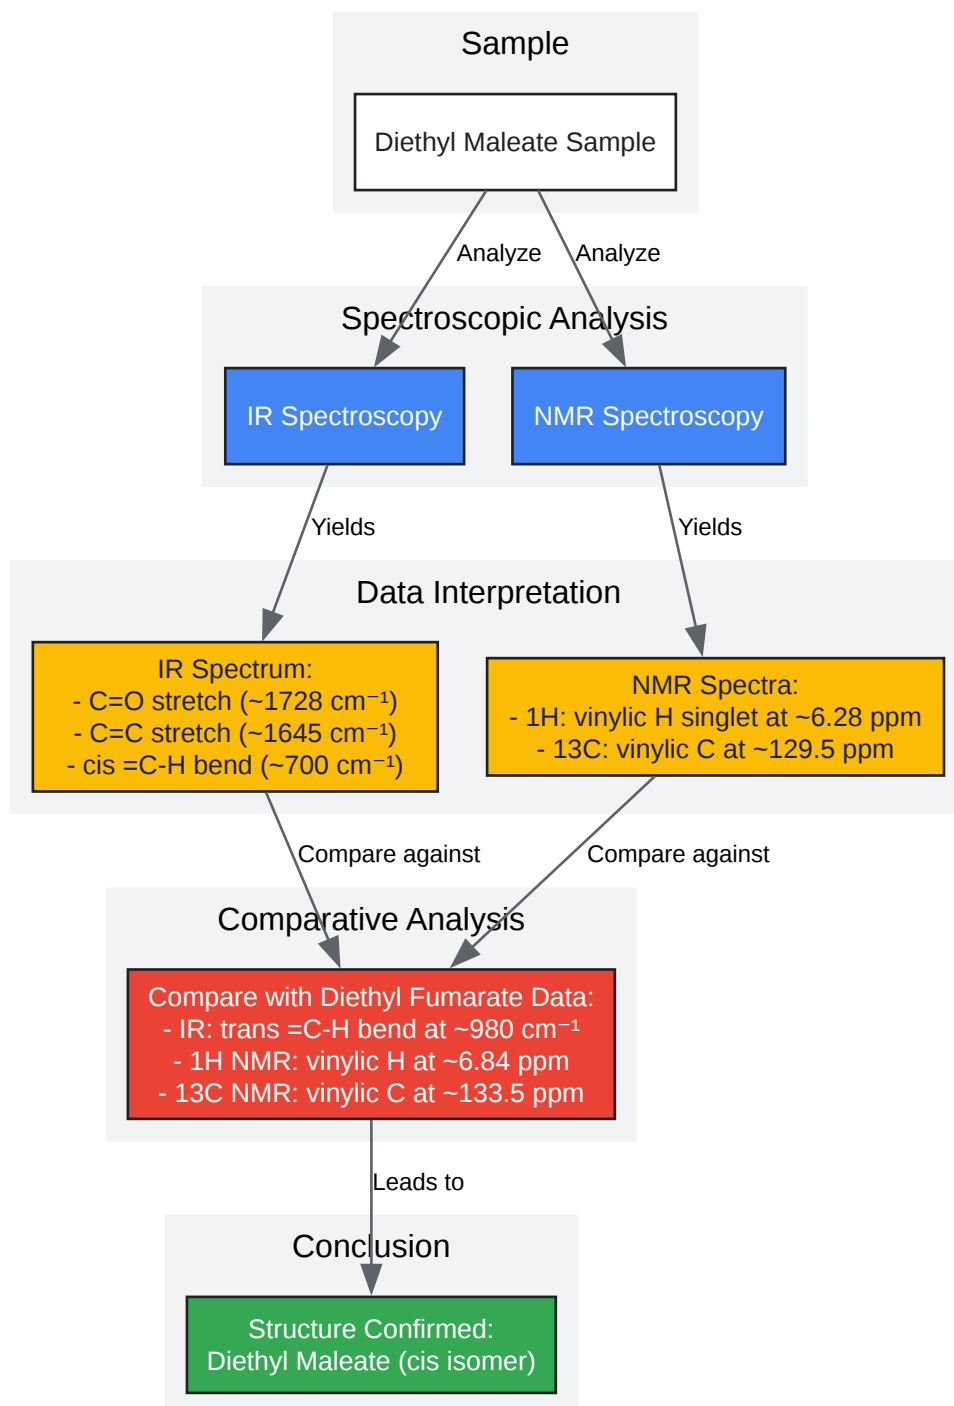 Sample
Diethyl Maleate Sample
Analyze
Analyze
Spectroscopic Analysis
IR Spectroscopy
NMR Spectroscopy
Yields
Yields
Data Interpretation
IR Spectrum:
- C=O stretch (~1728 cm⁻¹)
- C=C stretch (~1645 cm⁻¹)
- cis =C-H bend (~700 cm⁻¹)
NMR Spectra:
- 1H: vinylic H singlet at ~6.28 ppm
- 13C: vinylic C at ~129.5 ppm
Compare against
Compare against
Comparative Analysis
Compare with Diethyl Fumarate Data:
- IR: trans =C-H bend at ~980 cm⁻¹
- 1H NMR: vinylic H at ~6.84 ppm
- 13C NMR: vinylic C at ~133.5 ppm
Leads to
Conclusion
Structure Confirmed:
Diethyl Maleate (cis isomer)